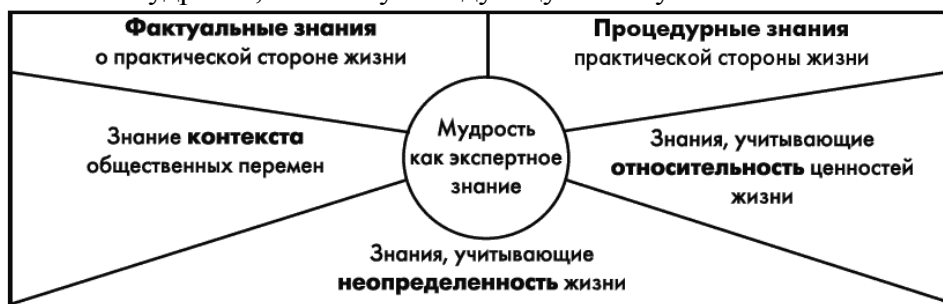 Фактуальные знания
о практической стороне жизни
Процедурные знания
практической стороны жизни
Знание контекста
общественных перемен
Мудрость
как экспертное
знание
Знания, учитывающие
относительность ценностей
жизни
Знания, учитывающие
неопределенность жизни